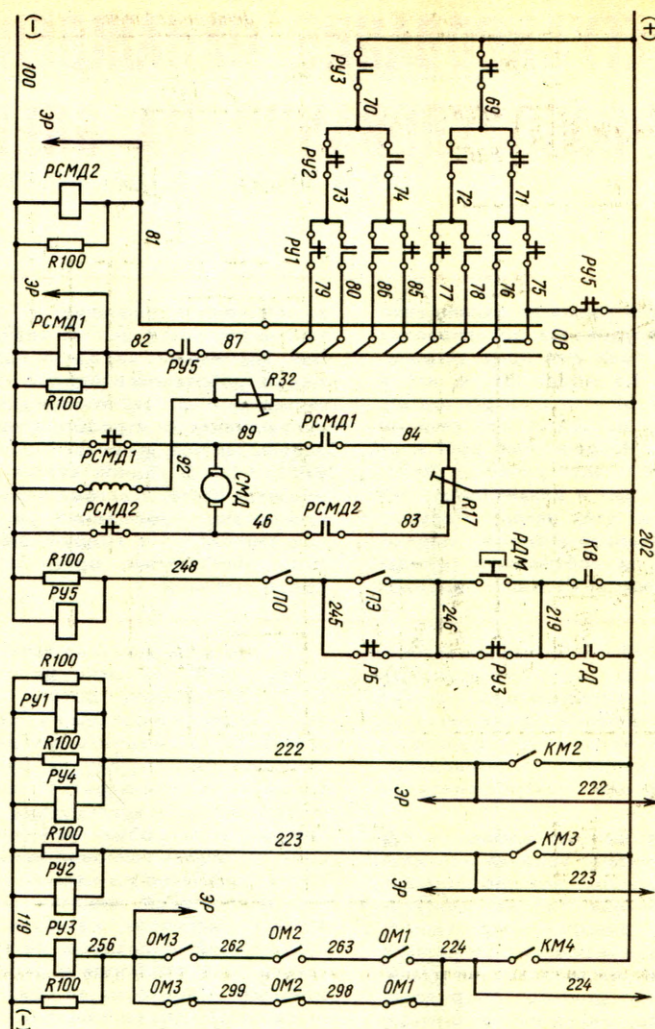 (-)
(+)
100
РУ3
70
69
ЭР
РУ2
73
74
72
71
РСМД2
81
R100
РУ1
79
80
86
85
77
78
76
75
РУ5
ЭР
РСМД1
82
РУ5
87
ОВ
R100
R32
РСМД1
92
89
РСМД1
84
СМД
R17
РСМД2
46
РСМД2
83
202
R100
248
ПО
ПЗ
РДМ
КВ
РУ5
245
246
219
РБ
РУ3
РД
R100
РУ1
222
КМ2
R100
ЭР
222
РУ4
R100
223
КМ3
РУ2
ЭР
223
119
РУ3
256
ЭР
ОМ3
262
ОМ2
263
ОМ1
224
КМ4
R100
ОМ3
299
ОМ2
298
ОМ1
224
(-)